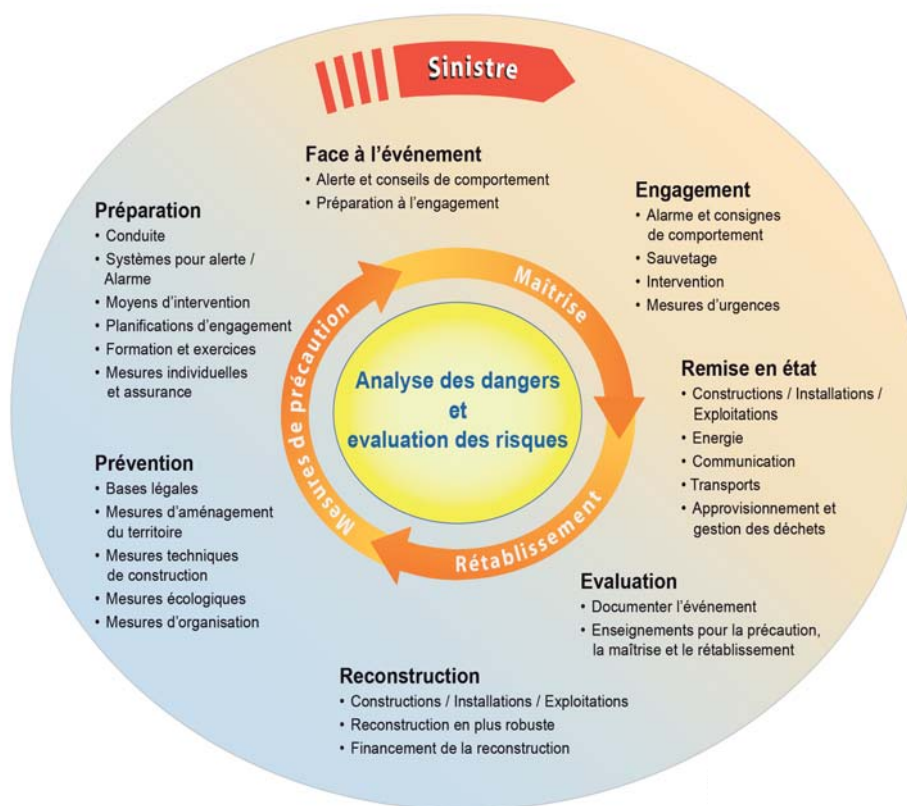 Sinistre
Face à l'événement
• Alerte et conseils de comportement
• Préparation à l'engagement
Engagement
• Alarme et consignes
de comportement
• Sauvetage
• Intervention
• Mesures d'urgences
Remise en état
• Constructions / Installations /
Exploitations
• Energie
• Communication
• Transports
• Approvisionnement et
gestion des déchets
Evaluation
• Documenter l'événement
• Enseignements pour la précaution,
la maîtrise et le rétablissement
Reconstruction
• Constructions / Installations / Exploitations
• Reconstruction en plus robuste
• Financement de la reconstruction
Prévention
• Bases légales
• Mesures d'aménagement
du territoire
• Mesures techniques
de construction
• Mesures écologiques
• Mesures d'organisation
Préparation
• Conduite
• Systèmes pour alerte /
Alarme
• Moyens d'intervention
• Planifications d'engagement
• Formation et exercices
• Mesures individuelles
et assurance
Maîtrise
Rétablissement
Mesures de précaution
Analyse des dangers
et
evaluation des risques